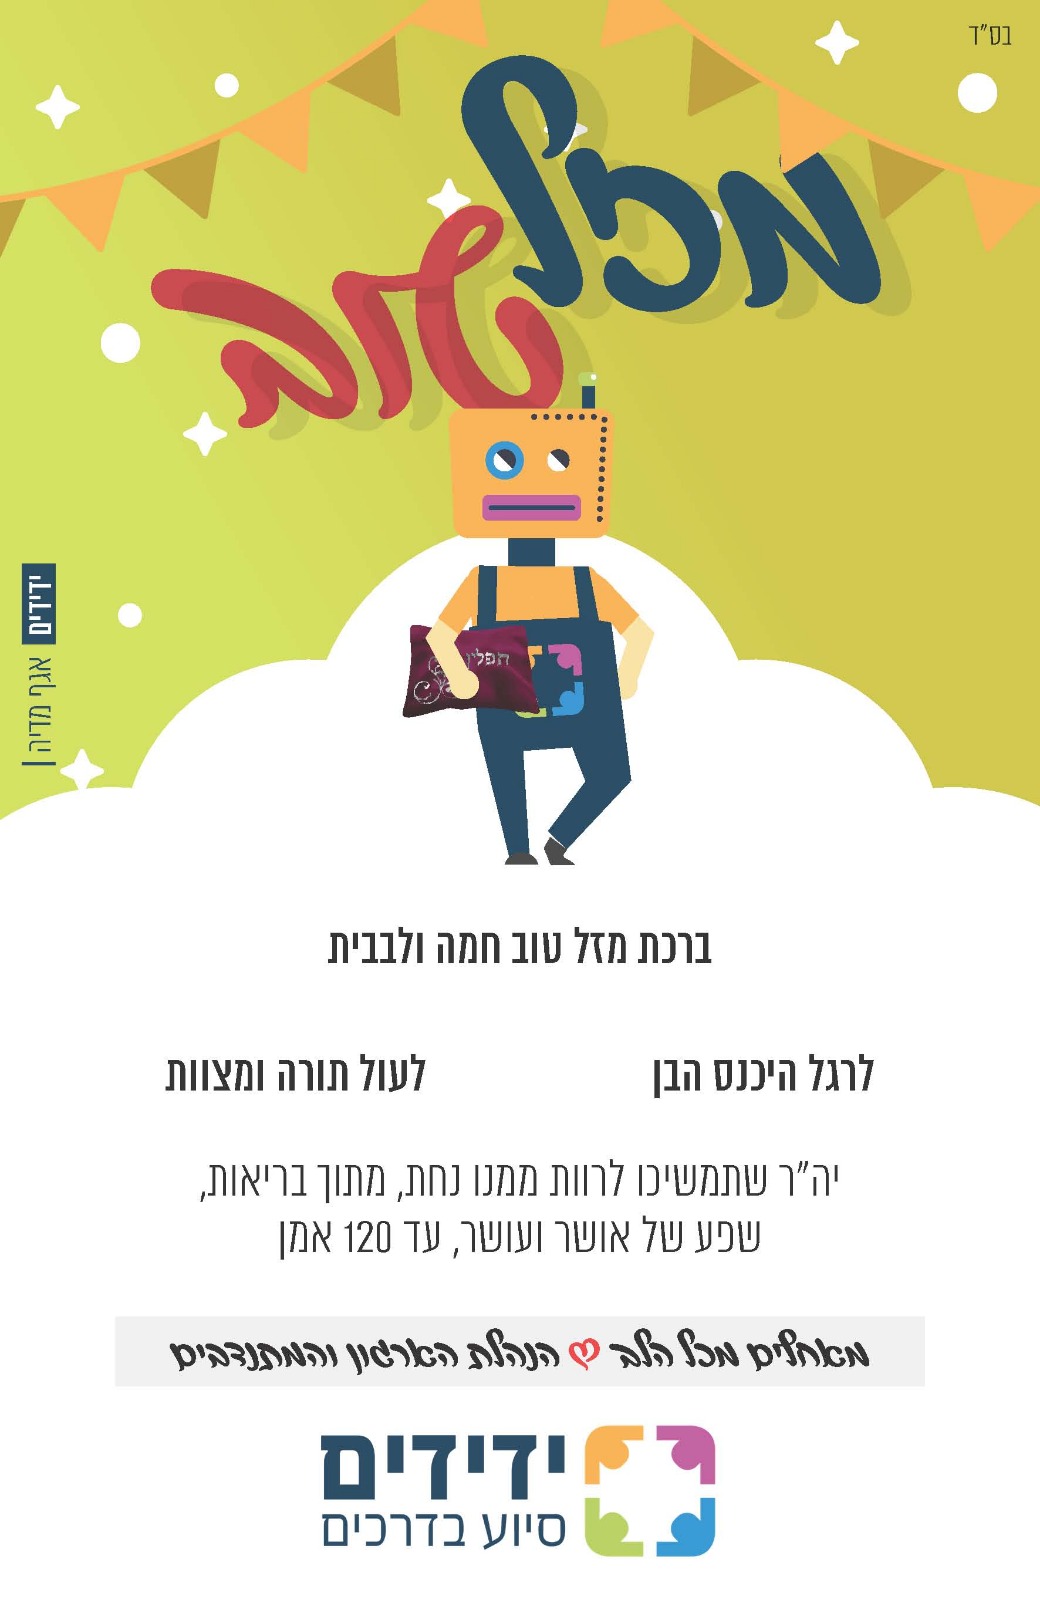 בס"ד
מכל
טוב
תפלין
ידידים
אגף מדיה |
ברכת מזל טוב חמה ולבבית
לרגל היכנס הבן לעול תורה ומצוות
יה"ר שתמשיכו לרוות ממנו נחת, מתוך בריאות,
שפע של אושר ועושר, עד 120 אמן
מאחלים מכל הלב הנהלת הארגון והמתנדבים
ידידים
סיוע בדרכים